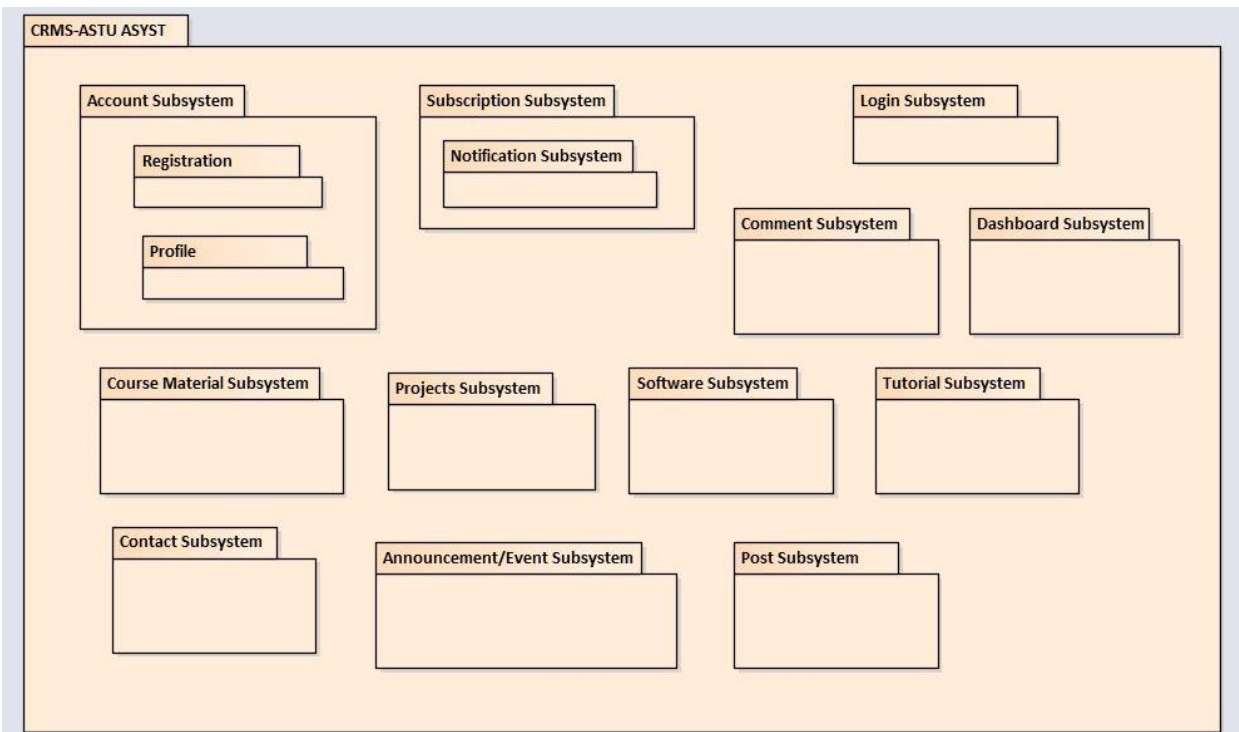 CRMS-ASTU ASYST
Account Subsystem
Registration
Profile
Subscription Subsystem
Notification Subsystem
Login Subsystem
Comment Subsystem
Dashboard Subsystem
Course Material Subsystem
Projects Subsystem
Software Subsystem
Tutorial Subsystem
Contact Subsystem
Announcement/Event Subsystem
Post Subsystem